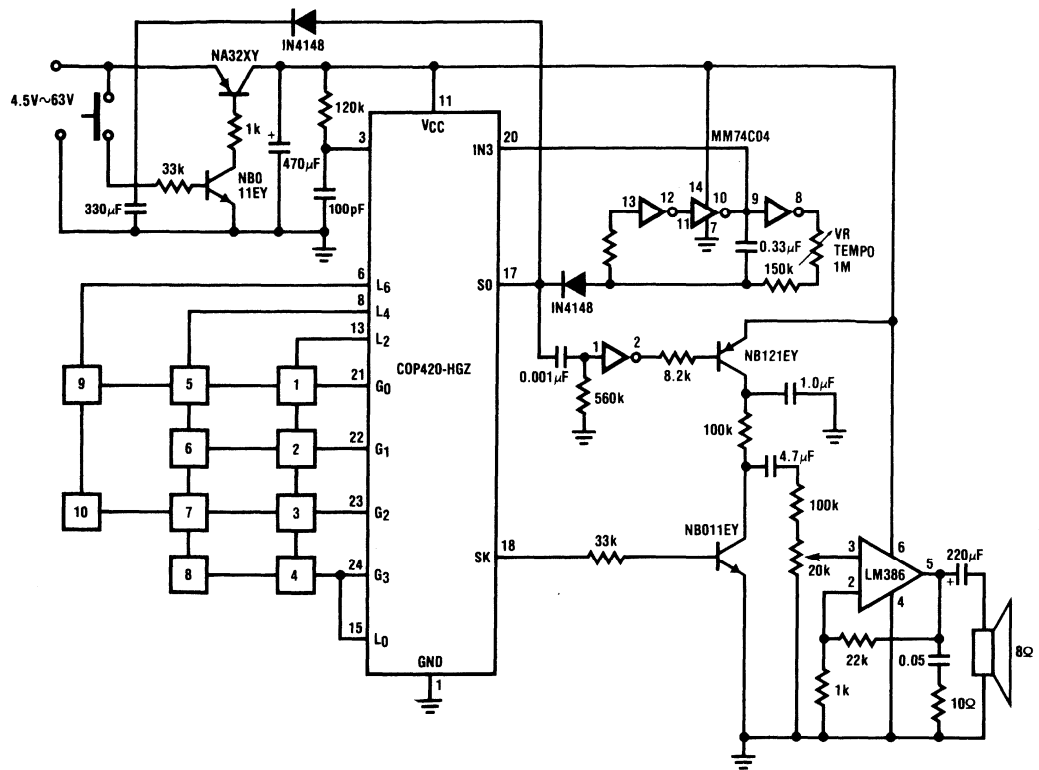 IN4148
NA32XY
4.5V~63V
1k
120k
11
VCC
3
20
IN3
MM74C04
+
470μF
33k
NB0
11EY
330μF
100pF
13
12
14
11
10
7
9
8
0.33μF
VR
TEMPO
1M
150k
6
L6
17
S0
IN4148
8
L4
13
L2
COP420-HGZ
1
2
0.001μF
8.2k
NB121EY
560k
1.0μF
100k
9
5
1
21
G0
6
2
22
G1
4.7μF
100k
10
7
3
23
G2
NB011EY
SK
18
33k
20k
3
2
LM386
6
5
4
220μF
+
8
4
24
G3
15
L0
22k
0.05
8Ω
GND
1
1k
10Ω